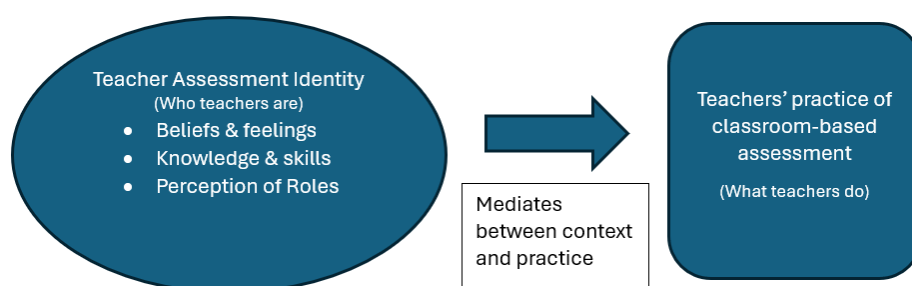 Teacher Assessment Identity
(Who teachers are)
• Beliefs & feelings
• Knowledge & skills
• Perception of Roles
Mediates
between context
and practice
Teachers’ practice of
classroom-based
assessment
(What teachers do)